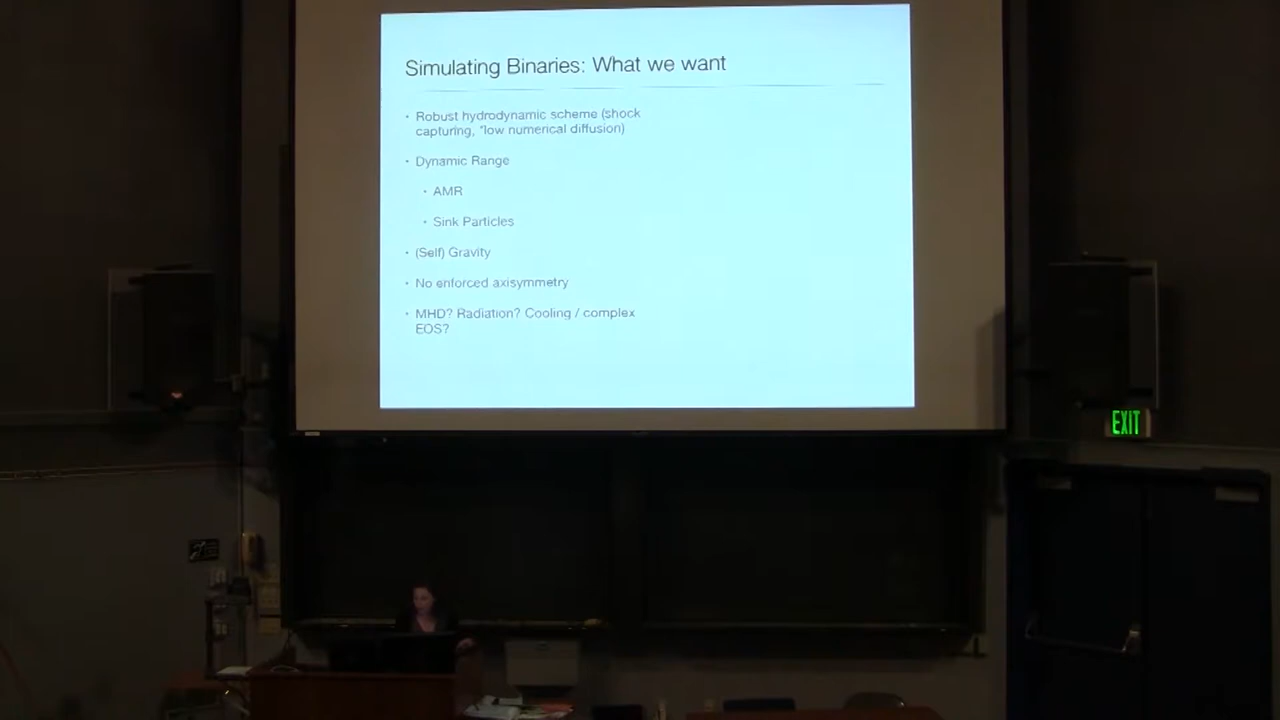 Simulating Binaries: What we want
• Robust hydrodynamic scheme (shock
capturing, *low numerical diffusion)
• Dynamic Range
• AMR
• Sink Particles
• (Self) Gravity
• No enforced axisymmetry
• MHD? Radiation? Cooling / complex
EOS?
EXIT